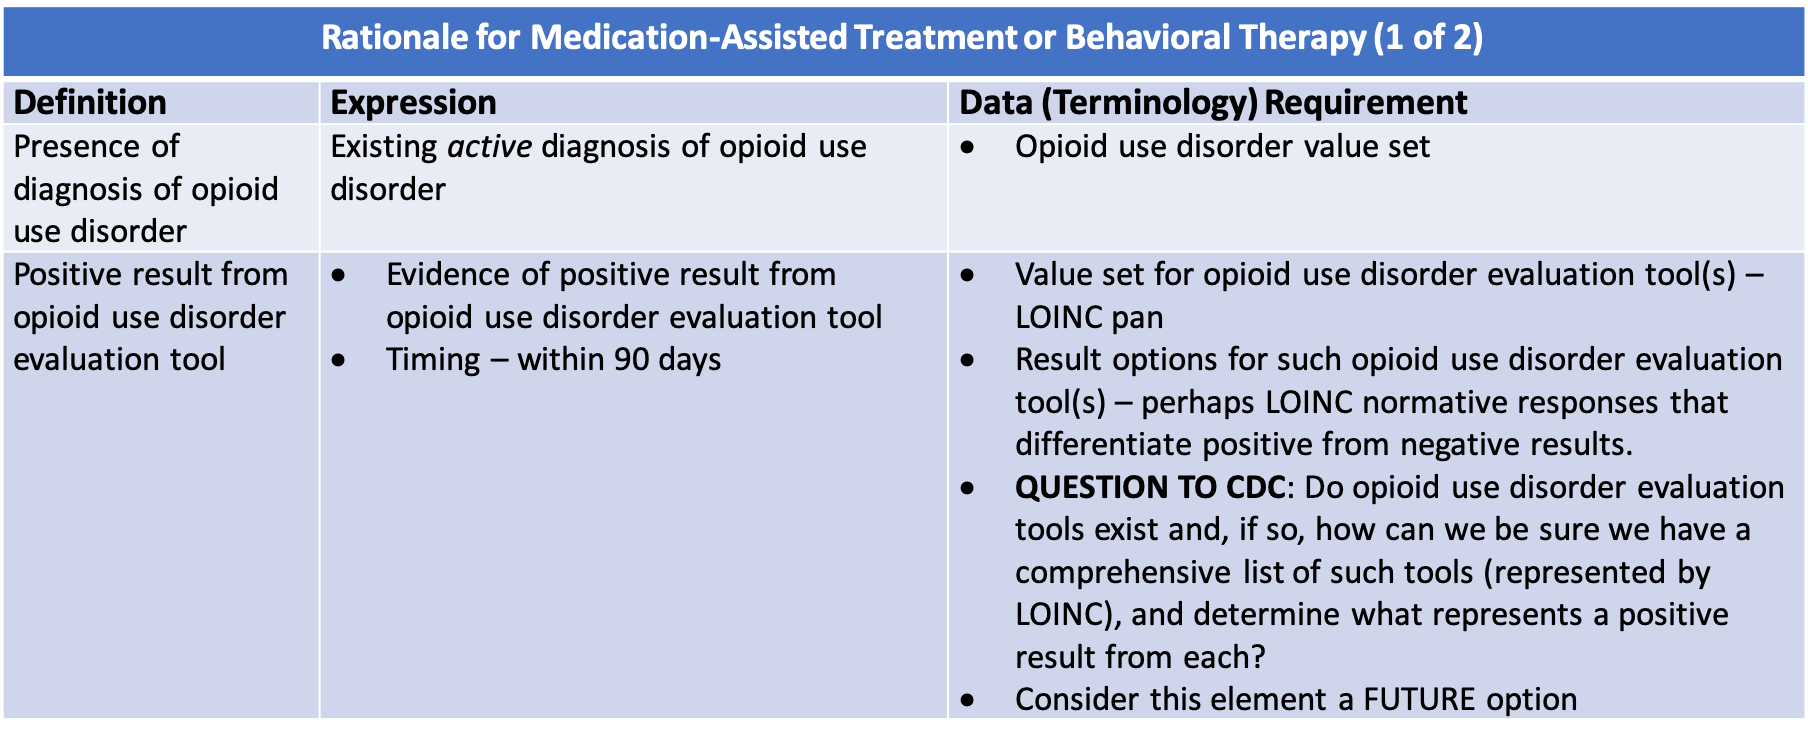 Rationale for Medication-Assisted Treatment or Behavioral Therapy (1 of 2)
Definition
Expression
Data (Terminology) Requirement
Presence of
diagnosis of opioid
use disorder
Existing active diagnosis of opioid use
disorder
• Opioid use disorder value set
Positive result from
opioid use disorder
evaluation tool
• Evidence of positive result from
opioid use disorder evaluation tool
• Timing – within 90 days
• Value set for opioid use disorder evaluation tool(s) –
LOINC pan
• Result options for such opioid use disorder evaluation
tool(s) – perhaps LOINC normative responses that
differentiate positive from negative results.
• QUESTION TO CDC: Do opioid use disorder evaluation
tools exist and, if so, how can we be sure we have a
comprehensive list of such tools (represented by
LOINC), and determine what represents a positive
result from each?
• Consider this element a FUTURE option